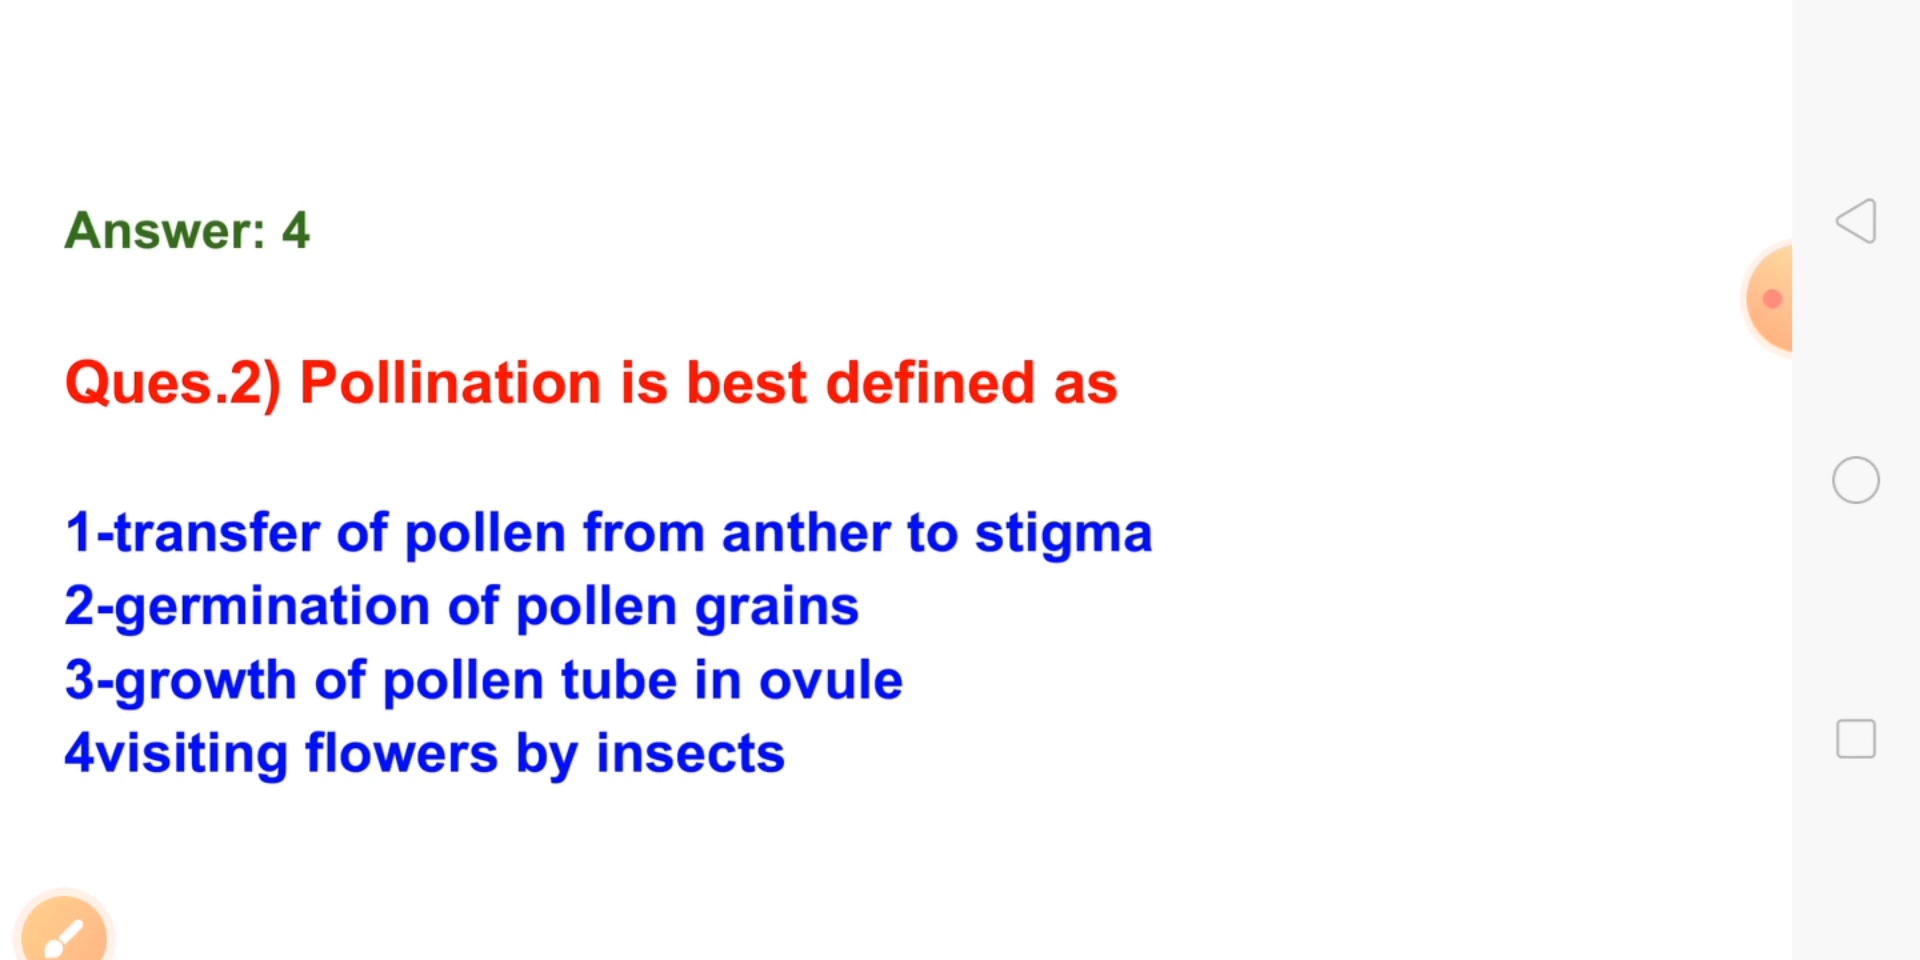 Answer: 4
Ques.2) Pollination is best defined as
1-transfer of pollen from anther to stigma
2-germination of pollen grains
3-growth of pollen tube in ovule
4visiting flowers by insects